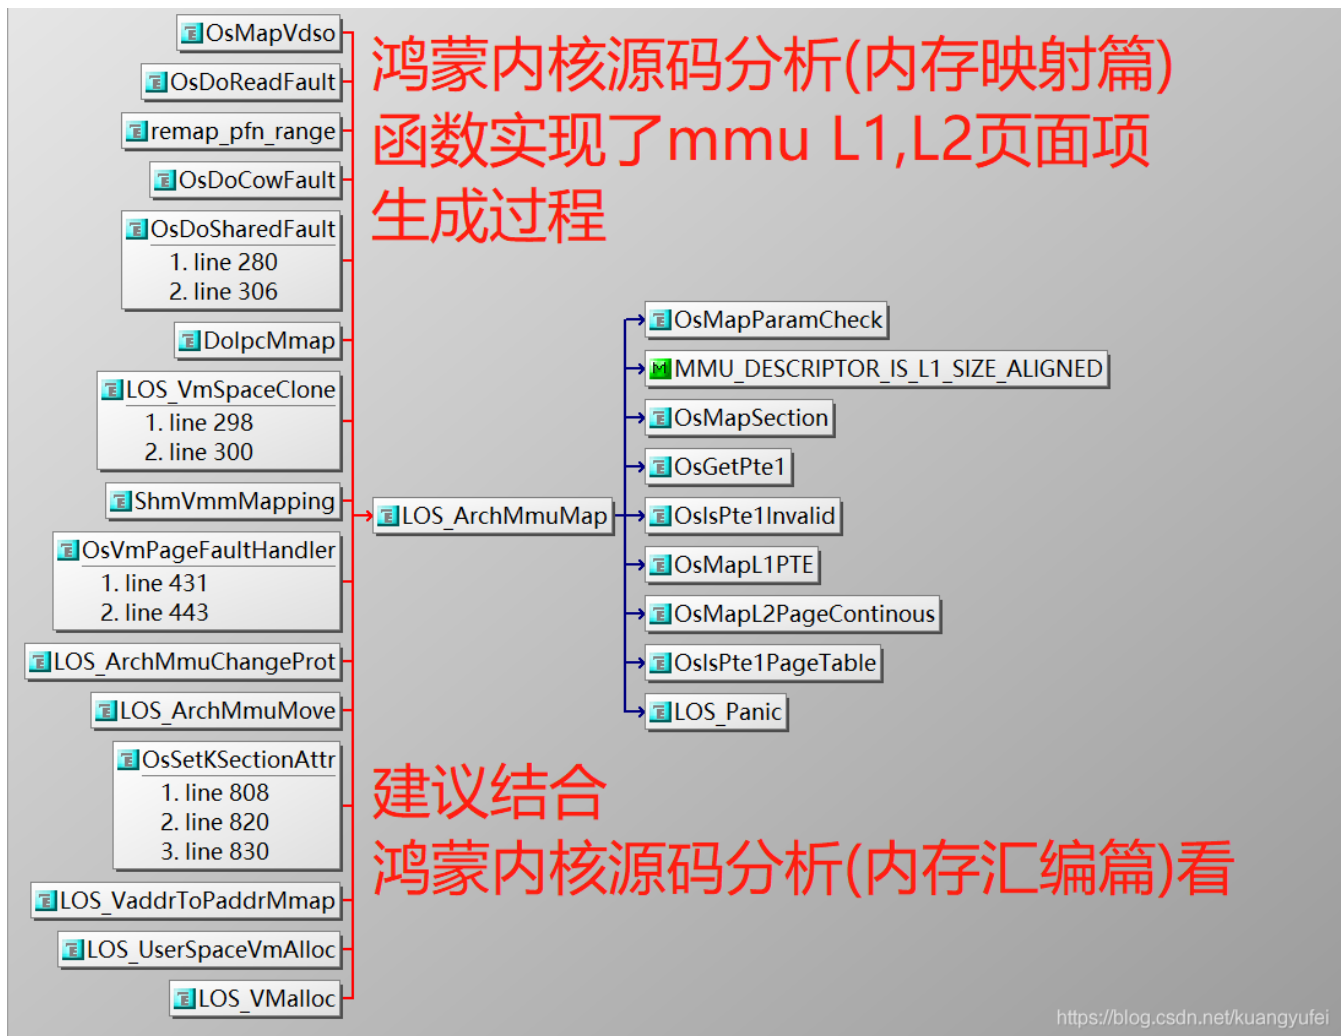 OsMapVdso
OsDoReadFault
remap_pfn_range
OsDoCowFault
OsDoSharedFault
1. line 280
2. line 306
DoIpcMmap
LOS_VmSpaceClone
1. line 298
2. line 300
ShmVmmMapping
OsVmPageFaultHandler
1. line 431
2. line 443
LOS_ArchMmuChangeProt
LOS_ArchMmuMove
OsSetKSectionAttr
1. line 808
2. line 820
3. line 830
LOS_VaddrToPaddrMmap
LOS_UserSpaceVmAlloc
LOS_VMalloc
鸿蒙内核源码分析(内存映射篇)
函数实现了mmu L1,L2页面项
生成过程
LOS_ArchMmuMap
OsMapParamCheck
MMU_DESCRIPTOR_IS_L1_SIZE_ALIGNED
OsMapSection
OsGetPte1
OsIsPte1Invalid
OsMapL1PTE
OsMapL2PageContinous
OsIsPte1PageTable
LOS_Panic
建议结合
鸿蒙内核源码分析(内存汇编篇)看
https://blog.csdn.net/kuangyufei